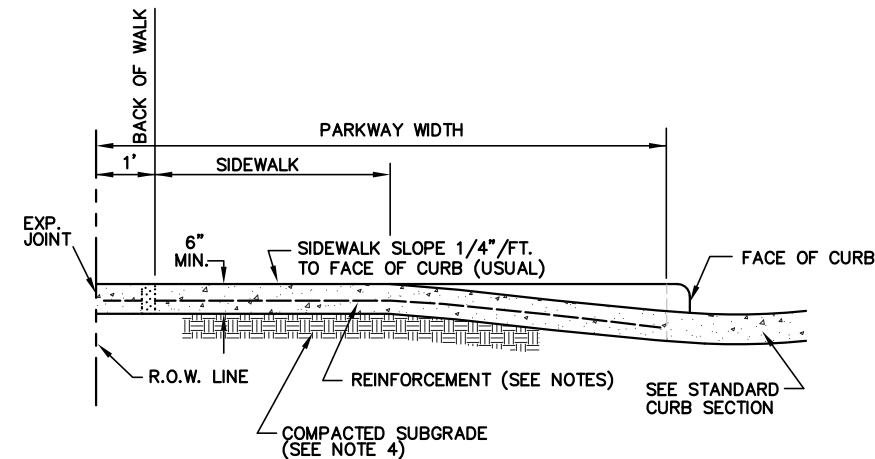 BACK OF WALK
PARKWAY WIDTH
1'
SIDEWALK
EXP.
JOINT
6"
MIN.
SIDEWALK SLOPE 1/4"/FT.
TO FACE OF CURB (USUAL)
FACE OF CURB
R.O.W. LINE
REINFORCEMENT (SEE NOTES)
SEE STANDARD
CURB SECTION
COMPACTED SUBGRADE
(SEE NOTE 4)